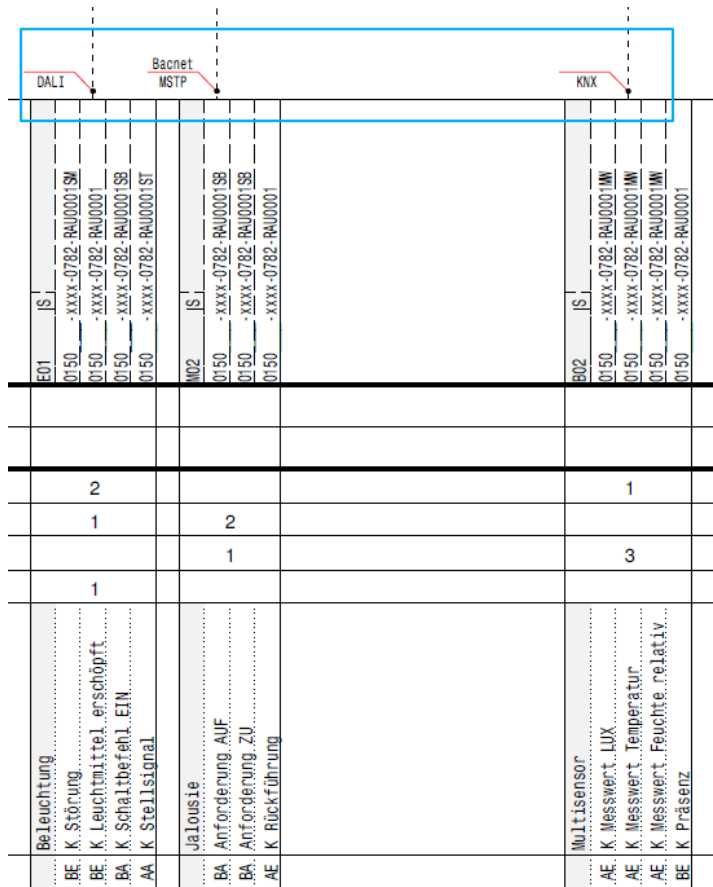 Bacnet
DALI
MSTP
KNX
E01 IS
0150 -XXXX-0782-RAU0001SM
0150 -XXXX-0782-RAU0001
0150 -XXXX-0782-RAU0001SB
0150 -XXXX-0782-RAU0001ST
M02 IS
0150 -XXXX-0782-RAU0001SB
0150 -XXXX-0782-RAU0001SB
0150 -XXXX-0782-RAU0001
B02 IS
0150 -XXXX-0782-RAU0001MW
0150 -XXXX-0782-RAU0001MW
0150 -XXXX-0782-RAU0001MW
0150 -XXXX-0782-RAU0001
2 1
1 2
1 3
1
Beleuchtung
BE K Störung
BE K Leuchtmittel erschöpft
BA K Schaltbefehl EIN
AA K Stellsignal
Jalousie
BA Anforderung AUF
BA Anforderung ZU
AE K Rückführung
Multisensor
AE K Messwert LUX
AE K Messwert Temperatur
AE K Messwert Feuchte relativ
BE K Präsenz